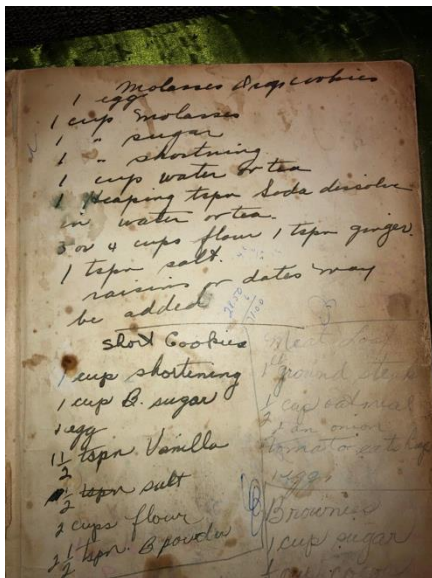 Molasses Drop cookies
1 egg
1 cup Molasses
1 " sugar
1 " shortning
1 cup water or tea
1 Heaping tspn Soda dissolve
in water or tea.
3 or 4 cups flour 1 tspn ginger.
1 tspn salt.
raisins or dates may
be added
Short Cookies
1 cup shortening
1 cup B. sugar
1 egg
1 1/2 tspn Vanilla
1/2 tspn salt
2 cups flour
2 1/2 tspn B powder
Meat Loaf
ground steak
1 cup oatmeal
onion
tomato
eggs
Brownies
1 cup sugar